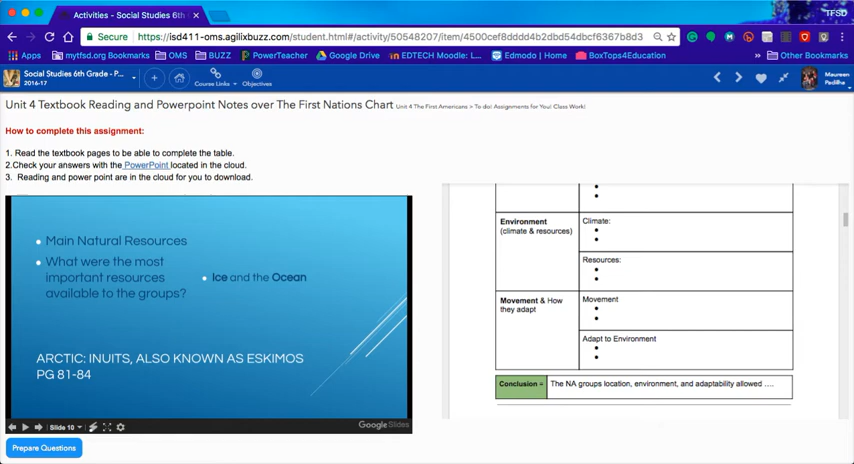 Activities - Social Studies 6th
TFSD
Secure https://isd411-oms.agilixbuzz.com/student.html#/activity/50548207/item/4500cef8dddd4b2dbd54dbcf6367b8d3
Apps mytfsd.org Bookmarks OMS BUZZ PowerTeacher Google Drive EDTECH Moodle: L... Edmodo | Home BoxTops4Education » Other Bookmarks
Social Studies 6th Grade - P...
2016-17
Course Links
Objectives
Maureen
Padilha
Unit 4 Textbook Reading and Powerpoint Notes over The First Nations Chart Unit 4 The First Americans > To do! Assignments for You! Class Work!
How to complete this assignment:
1. Read the textbook pages to be able to complete the table.
2.Check your answers with the PowerPoint located in the cloud.
3. Reading and power point are in the cloud for you to download.
• Main Natural Resources
• What were the most
important resources
available to the groups?
• Ice and the Ocean
ARCTIC: INUITS, ALSO KNOWN AS ESKIMOS
PG 81-84
Slide 10
Google Slides
Prepare Questions
Environment
(climate & resources)
Climate:
Resources:
Movement & How
they adapt
Movement
Adapt to Environment
Conclusion = The NA groups location, environment, and adaptability allowed ....